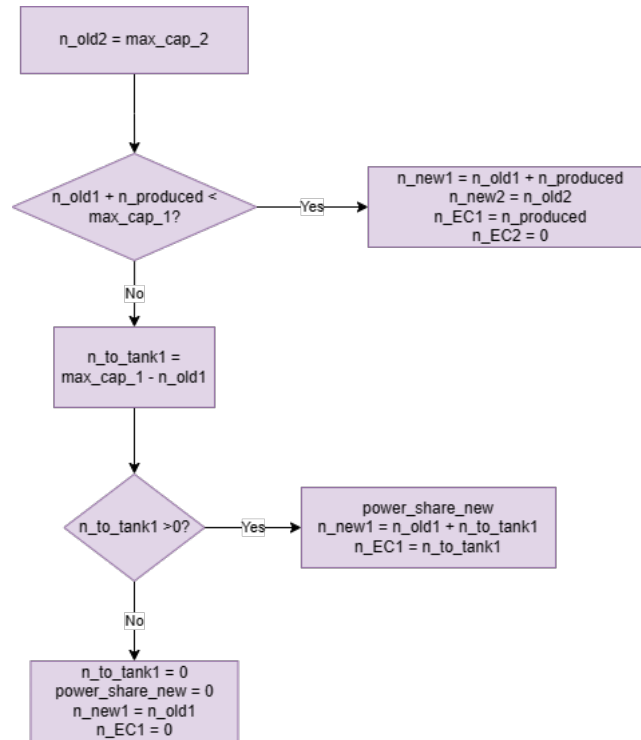 n_old2 = max_cap_2
n_old1 + n_produced <
max_cap_1?
Yes
n_new1 = n_old1 + n_produced
n_new2 = n_old2
n_EC1 = n_produced
n_EC2 = 0
No
n_to_tank1 =
max_cap_1 - n_old1
n_to_tank1 >0?
Yes
power_share_new
n_new1 = n_old1 + n_to_tank1
n_EC1 = n_to_tank1
No
n_to_tank1 = 0
power_share_new = 0
n_new1 = n_old1
n_EC1 = 0